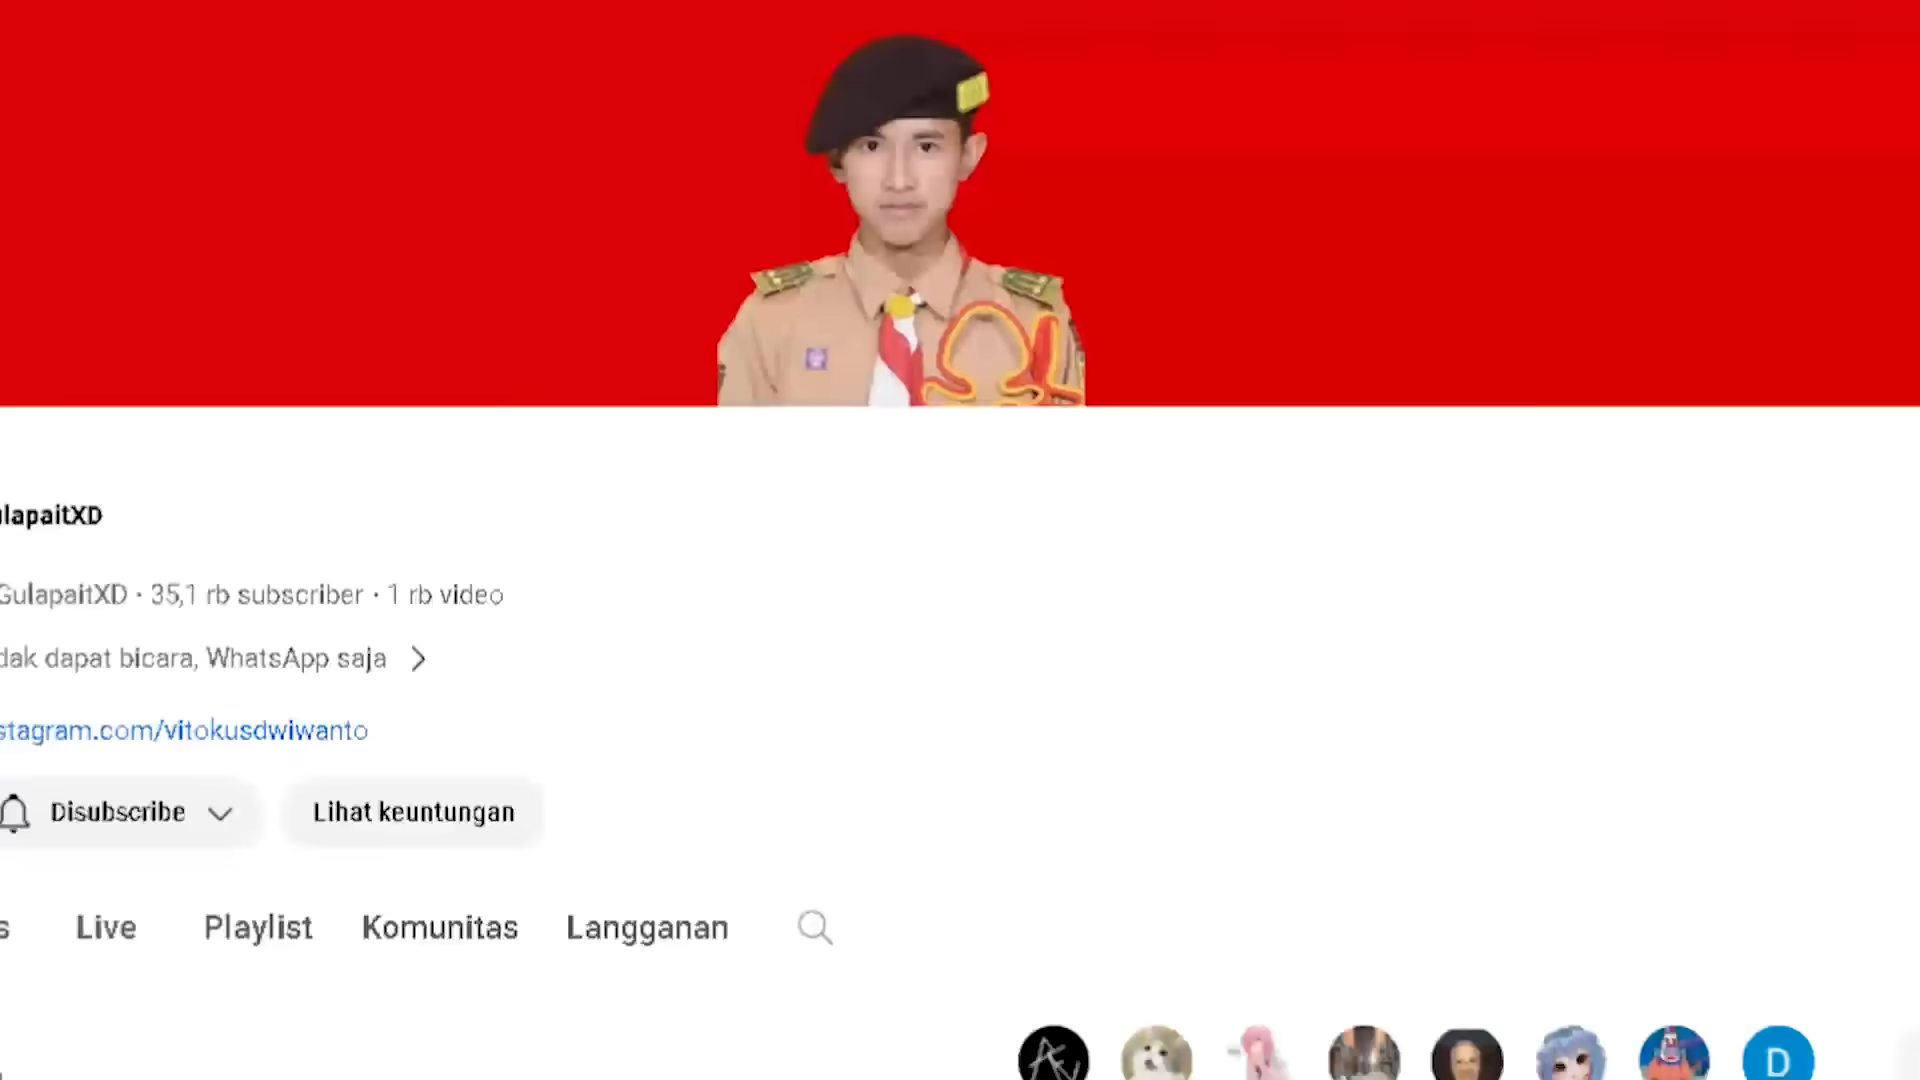 lapaitXD
GulapaitXD · 35,1 rb subscriber · 1 rb video
dak dapat bicara, WhatsApp saja
stagram.com/vitokusdwiwanto
Disubscribe
Lihat keuntungan
s
Live
Playlist
Komunitas
Langganan
D